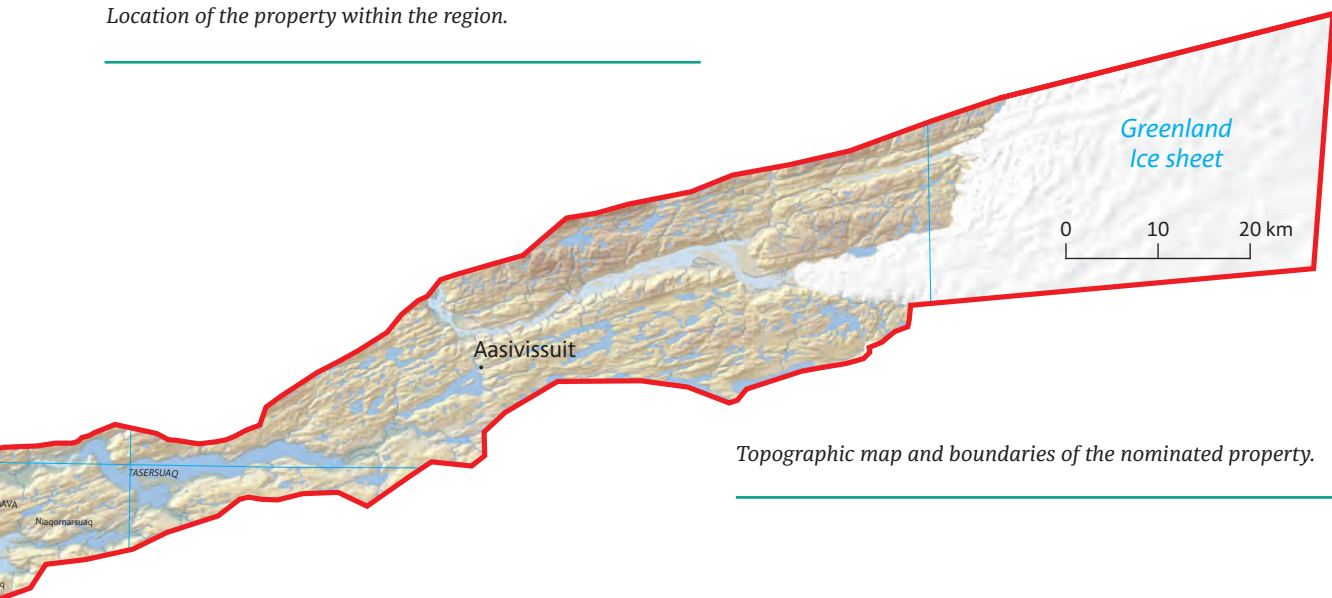 Location of the property within the region.
Greenland
Ice sheet
0 10 20 km
Aasivissuit
Topographic map and boundaries of the nominated property.
TASERSUAQ
AVA
Niaqornarsuaq
q